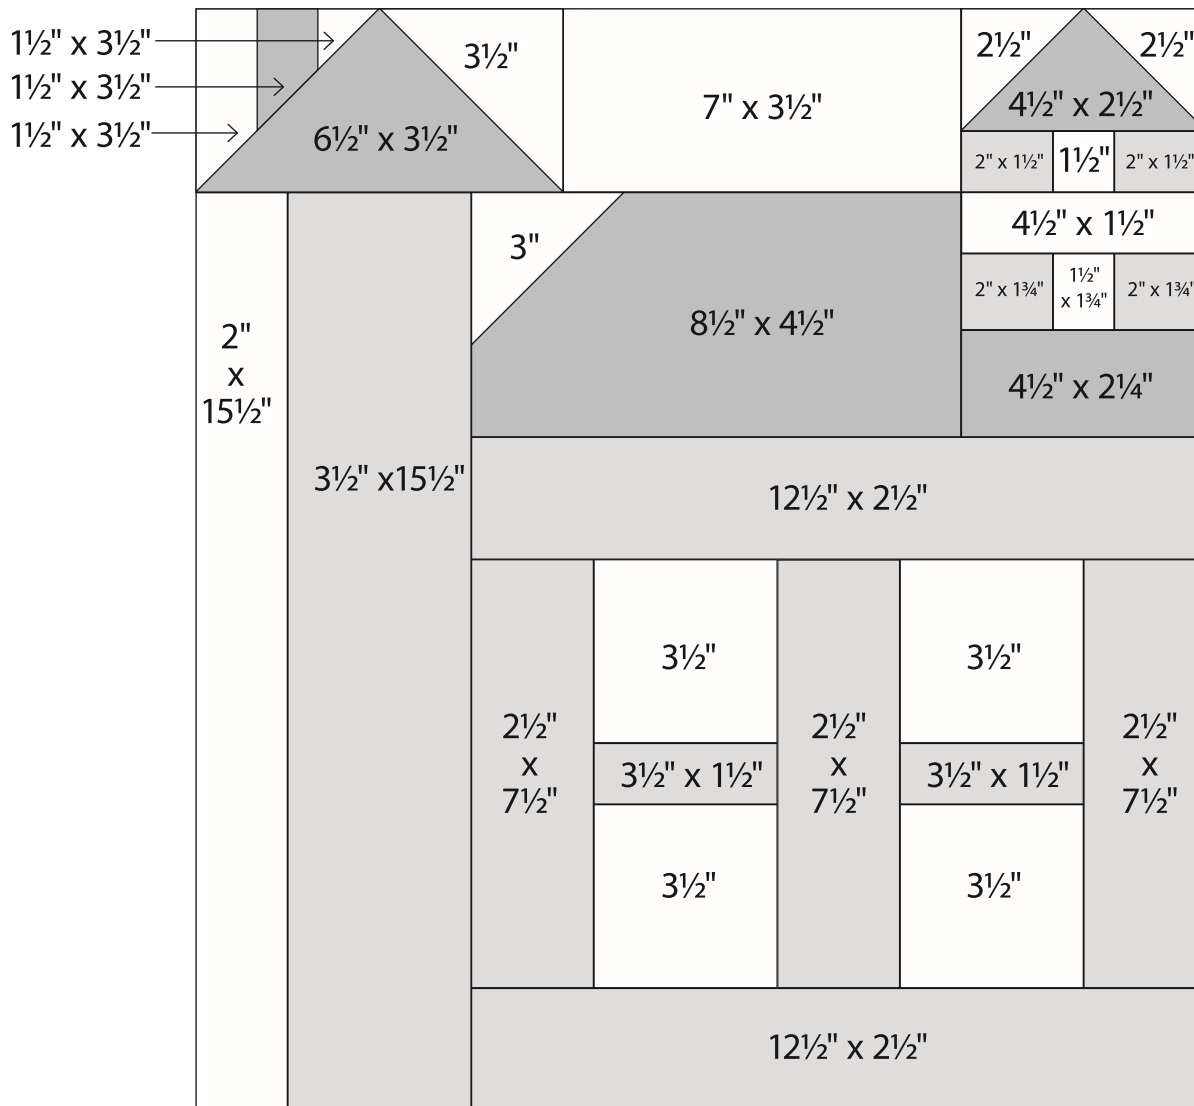 1½" x 3½"
1½" x 3½"
1½" x 3½"
3½"
6½" x 3½"
7" x 3½"
2½"
2½"
4½" x 2½"
2" x 1½"
1½"
2" x 1½"
4½" x 1½"
2" x 1¾"
1½"
x 1¾"
2" x 1¾"
4½" x 2¼"
3"
8½" x 4½"
2"
x
15½"
3½" x15½"
12½" x 2½"
2½"
x
7½"
3½"
3½" x 1½"
3½"
2½"
x
7½"
3½"
3½" x 1½"
3½"
2½"
x
7½"
12½" x 2½"